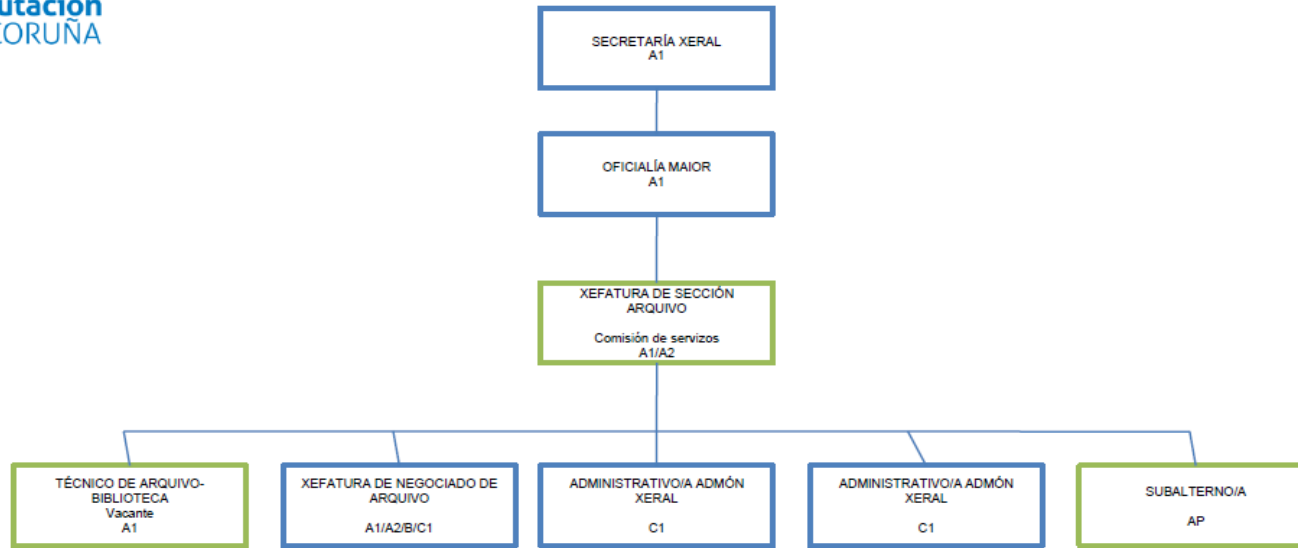 CORUÑA
SECRETARÍA XERAL
A1
OFICIALÍA MAIOR
A1
XEFATURA DE SECCIÓN
ARQUIVO
Comisión de servizos
A1/A2
TÉCNICO DE ARQUIVO-
BIBLIOTECA
Vacante
A1
XEFATURA DE NEGOCIADO DE
ARQUIVO
A1/A2/B/C1
ADMINISTRATIVO/A ADMÓN
XERAL
C1
ADMINISTRATIVO/A ADMÓN
XERAL
C1
SUBALTERNO/A
AP